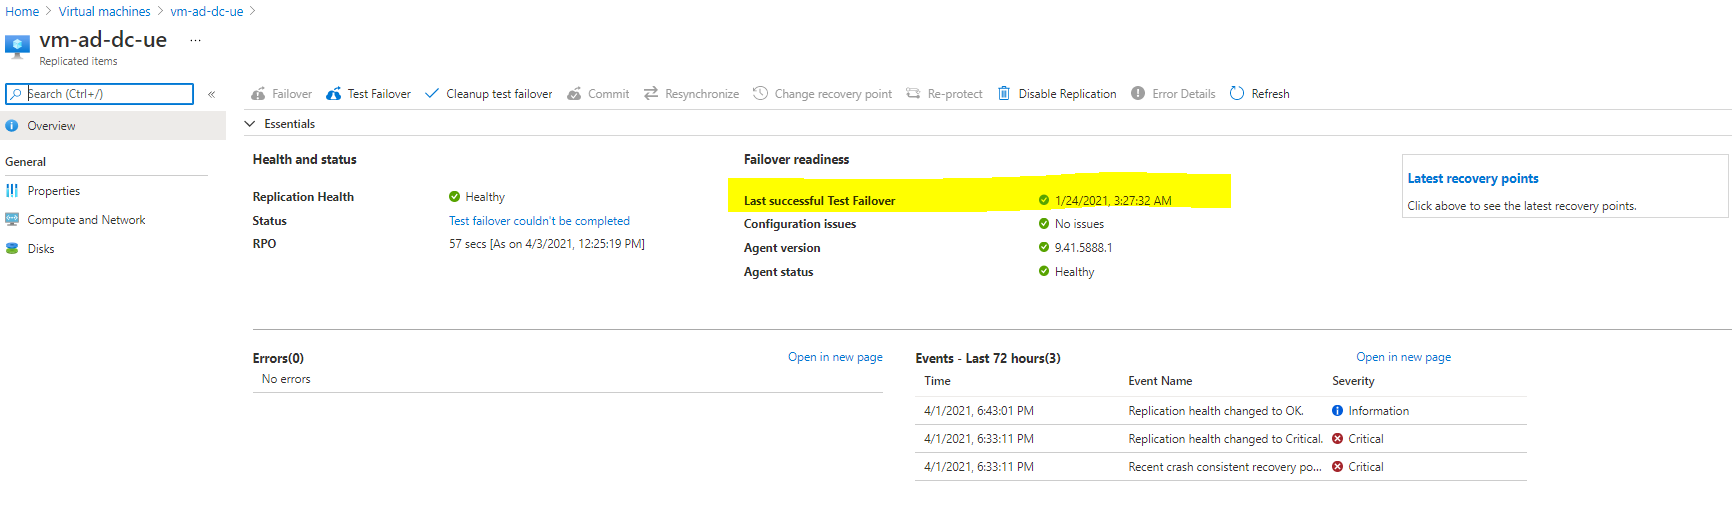 Home > Virtual machines > vm-ad-dc-ue >
vm-ad-dc-ue ...
Replicated items
Search (Ctrl+/) «
Overview
General
Properties
Compute and Network
Disks
Failover Test Failover Cleanup test failover Commit Resynchronize Change recovery point Re-protect Disable Replication Error Details Refresh
Essentials
Health and status
Replication Health Healthy
Status Test failover couldn't be completed
RPO 57 secs [As on 4/3/2021, 12:25:19 PM]
Failover readiness
Last successful Test Failover 1/24/2021, 3:27:32 AM
Configuration issues No issues
Agent version 9.41.5888.1
Agent status Healthy
Latest recovery points
Click above to see the latest recovery points.
Errors(0) Open in new page
No errors
Events - Last 72 hours(3) Open in new page
Time Event Name Severity
4/1/2021, 6:43:01 PM Replication health changed to OK. Information
4/1/2021, 6:33:11 PM Replication health changed to Critical. Critical
4/1/2021, 6:33:11 PM Recent crash consistent recovery po... Critical